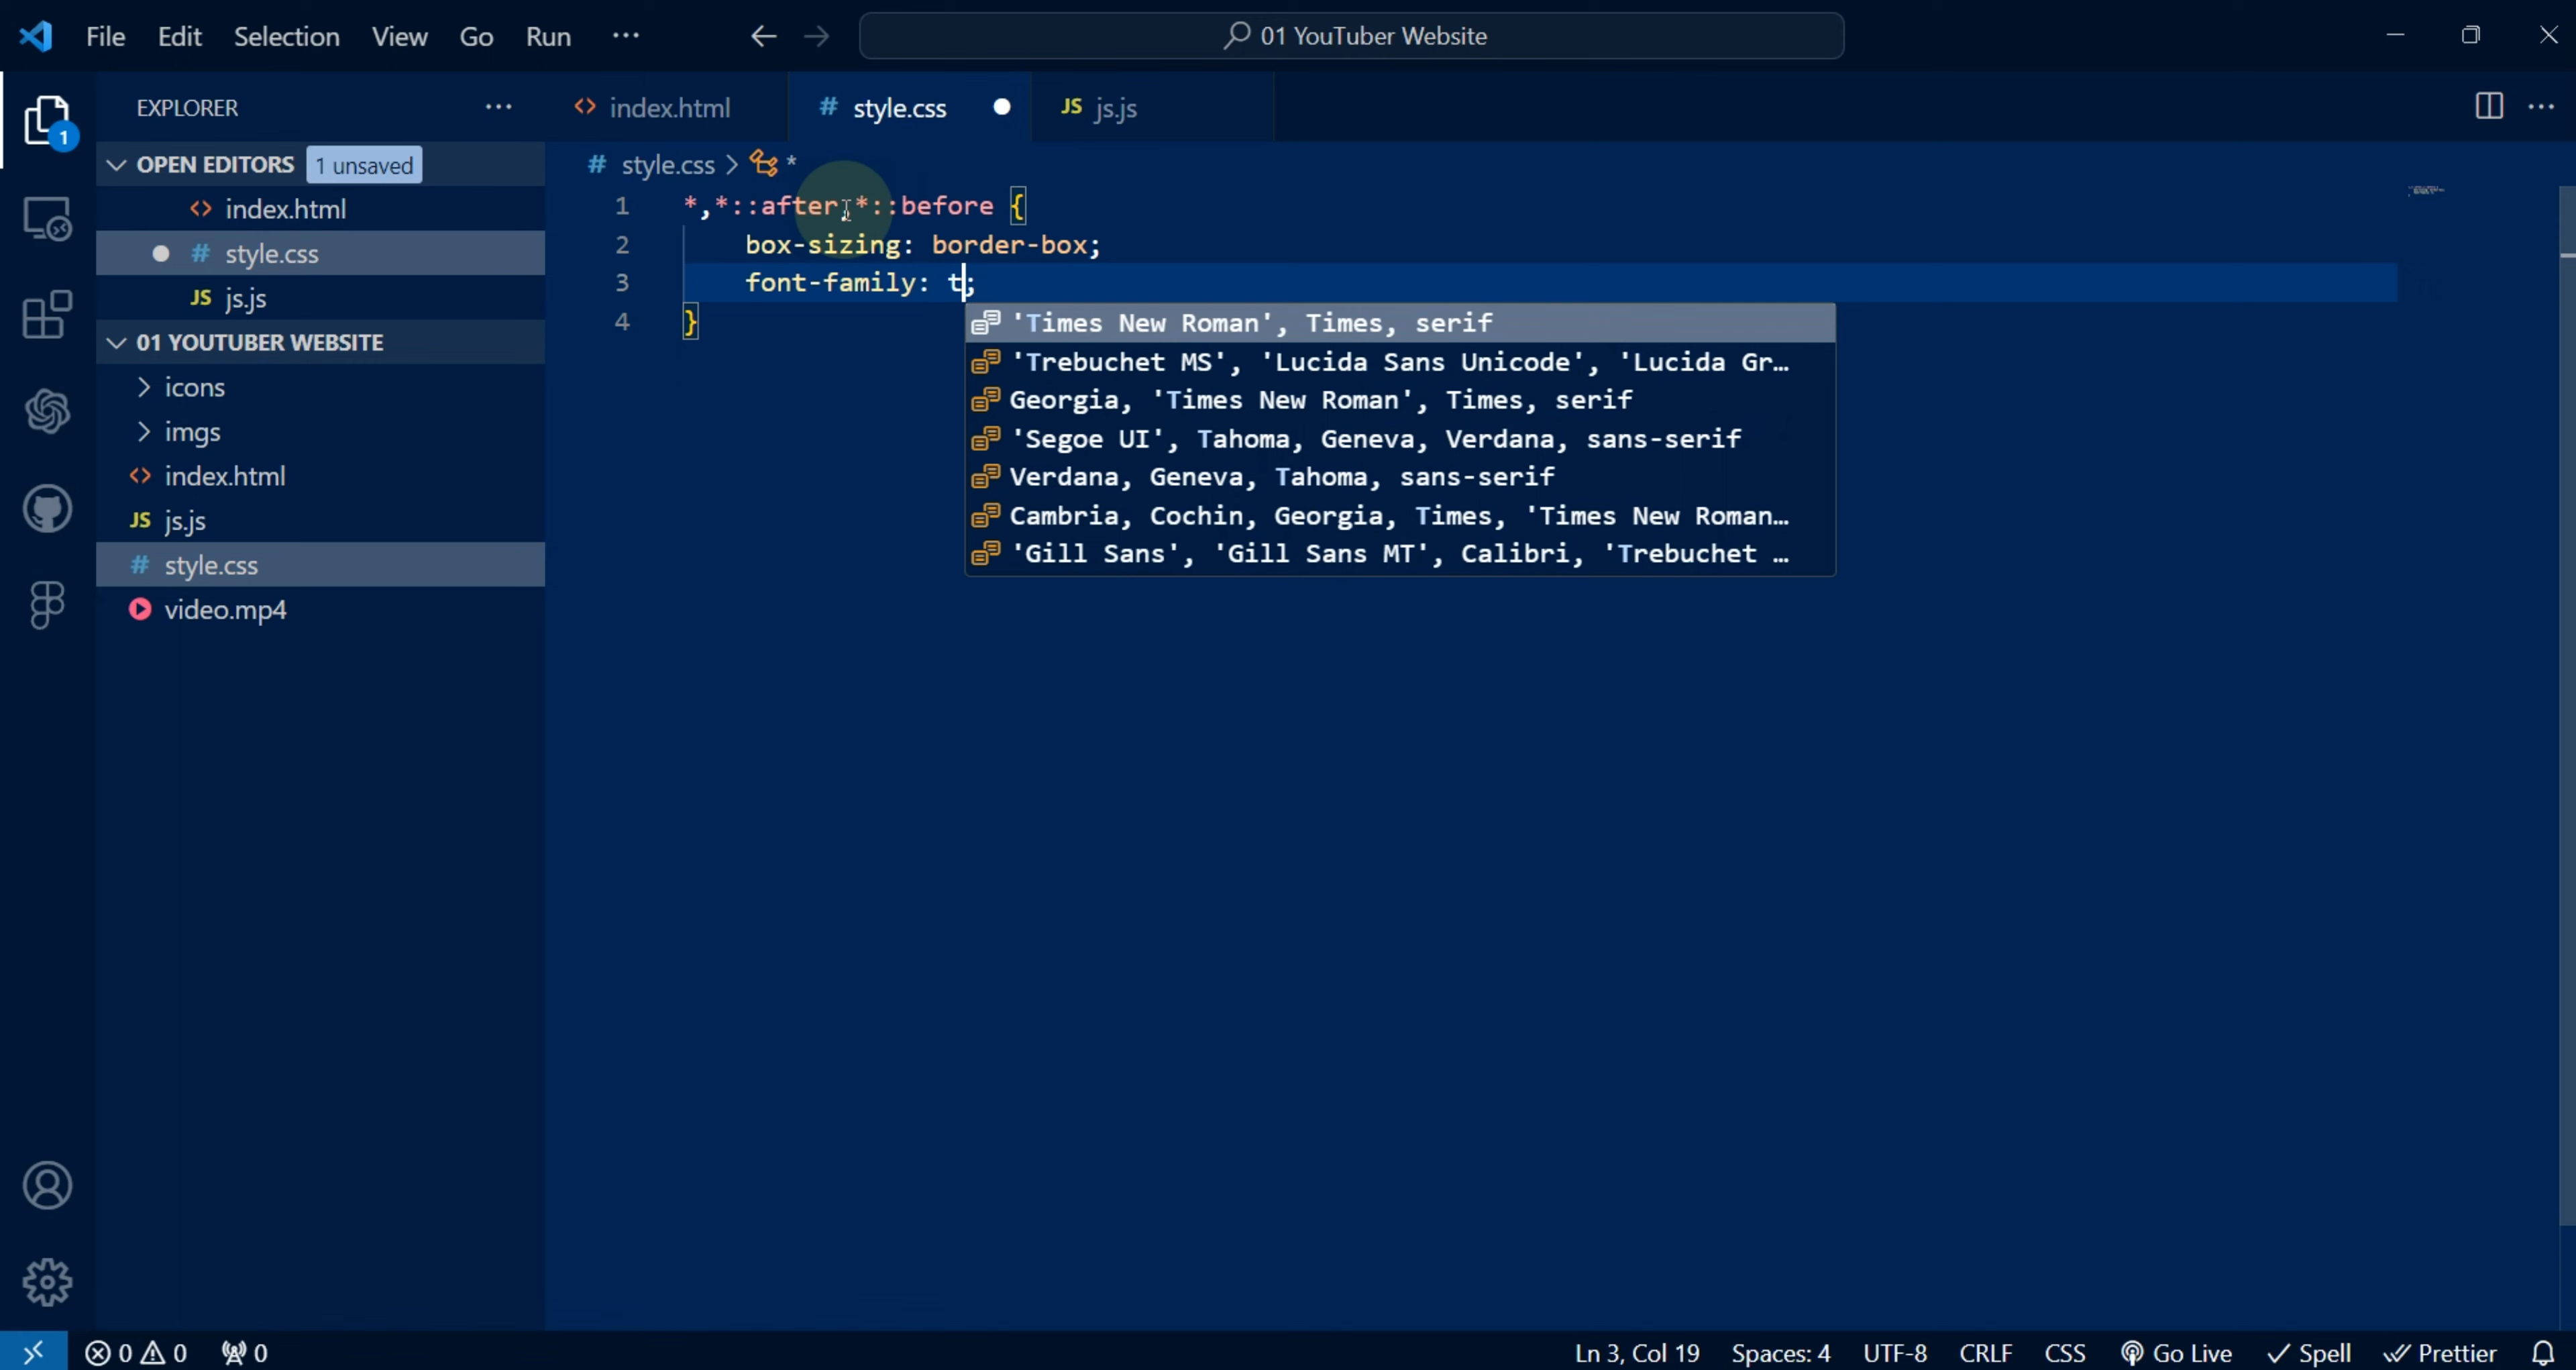 File Edit Selection View Go Run ··· 01 YouTuber Website
EXPLORER ···
index.html
# style.css
JS js.js
1
OPEN EDITORS 1 unsaved
index.html
# style.css
JS js.js
01 YOUTUBER WEBSITE
icons
imgs
index.html
JS js.js
# style.css
video.mp4
# style.css > *
1 *,*::after,*::before {
2 box-sizing: border-box;
3 font-family: t;
4 }
'Times New Roman', Times, serif
'Trebuchet MS', 'Lucida Sans Unicode', 'Lucida Gr…
Georgia, 'Times New Roman', Times, serif
'Segoe UI', Tahoma, Geneva, Verdana, sans-serif
Verdana, Geneva, Tahoma, sans-serif
Cambria, Cochin, Georgia, Times, 'Times New Roman…
'Gill Sans', 'Gill Sans MT', Calibri, 'Trebuchet …
0 0 0 Ln 3, Col 19 Spaces: 4 UTF-8 CRLF CSS Go Live Spell Prettier